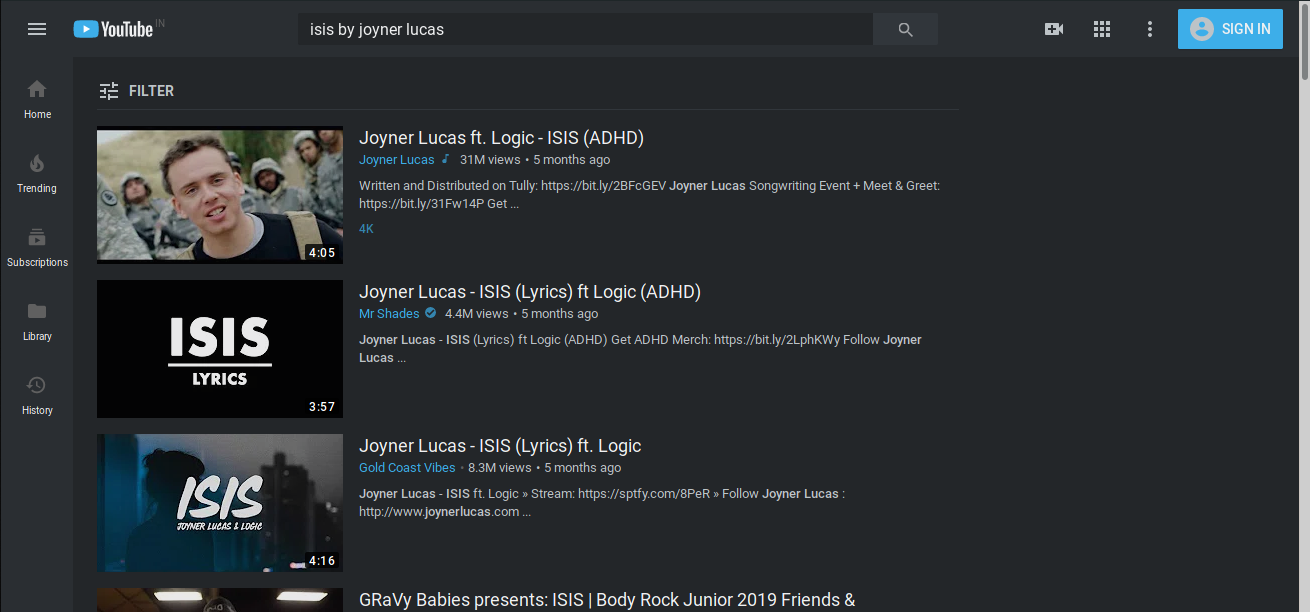 YouTube IN
isis by joyner lucas
SIGN IN
Home
Trending
Subscriptions
Library
History
FILTER
4:05
Joyner Lucas ft. Logic - ISIS (ADHD)
Joyner Lucas 31M views • 5 months ago
Written and Distributed on Tully: https://bit.ly/2BFcGEV Joyner Lucas Songwriting Event + Meet & Greet:
https://bit.ly/31Fw14P Get ...
4K
ISIS
LYRICS
3:57
Joyner Lucas - ISIS (Lyrics) ft Logic (ADHD)
Mr Shades 4.4M views • 5 months ago
Joyner Lucas - ISIS (Lyrics) ft Logic (ADHD) Get ADHD Merch: https://bit.ly/2LphKWy Follow Joyner
Lucas ...
ISIS
JOYNER LUCAS & LOGIC
4:16
Joyner Lucas - ISIS (Lyrics) ft. Logic
Gold Coast Vibes • 8.3M views • 5 months ago
Joyner Lucas - ISIS ft. Logic » Stream: https://sptfy.com/8PeR » Follow Joyner Lucas :
http://www.joynerlucas.com ...
GRaVy Babies presents: ISIS | Body Rock Junior 2019 Friends &